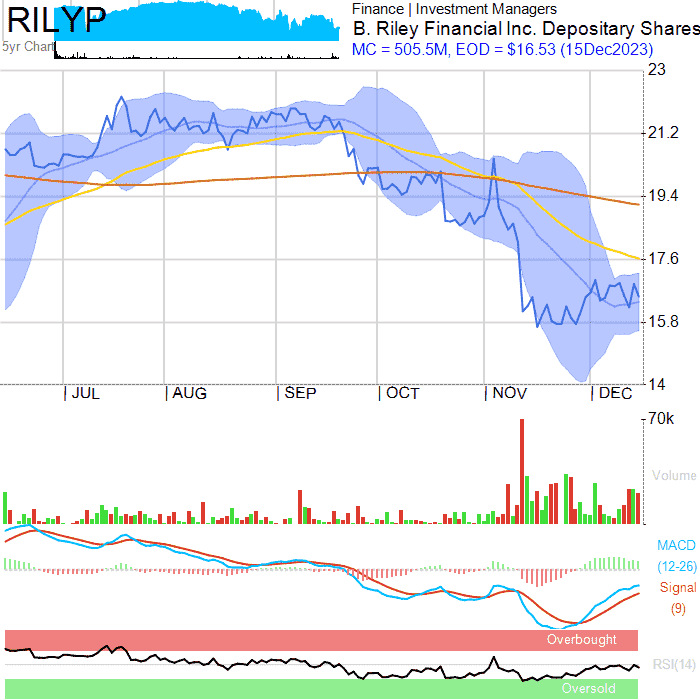 RILYP
Finance | Investment Managers
B. Riley Financial Inc. Depositary Shares
5yr Chart
MC = 505.5M, EOD = $16.53 (15Dec2023)
23
21.2
19.4
17.6
15.8
14
JUL
AUG
SEP
OCT
NOV
DEC
70k
Volume
MACD
(12-26)
Signal
(9)
Overbought
RSI(14)
Oversold